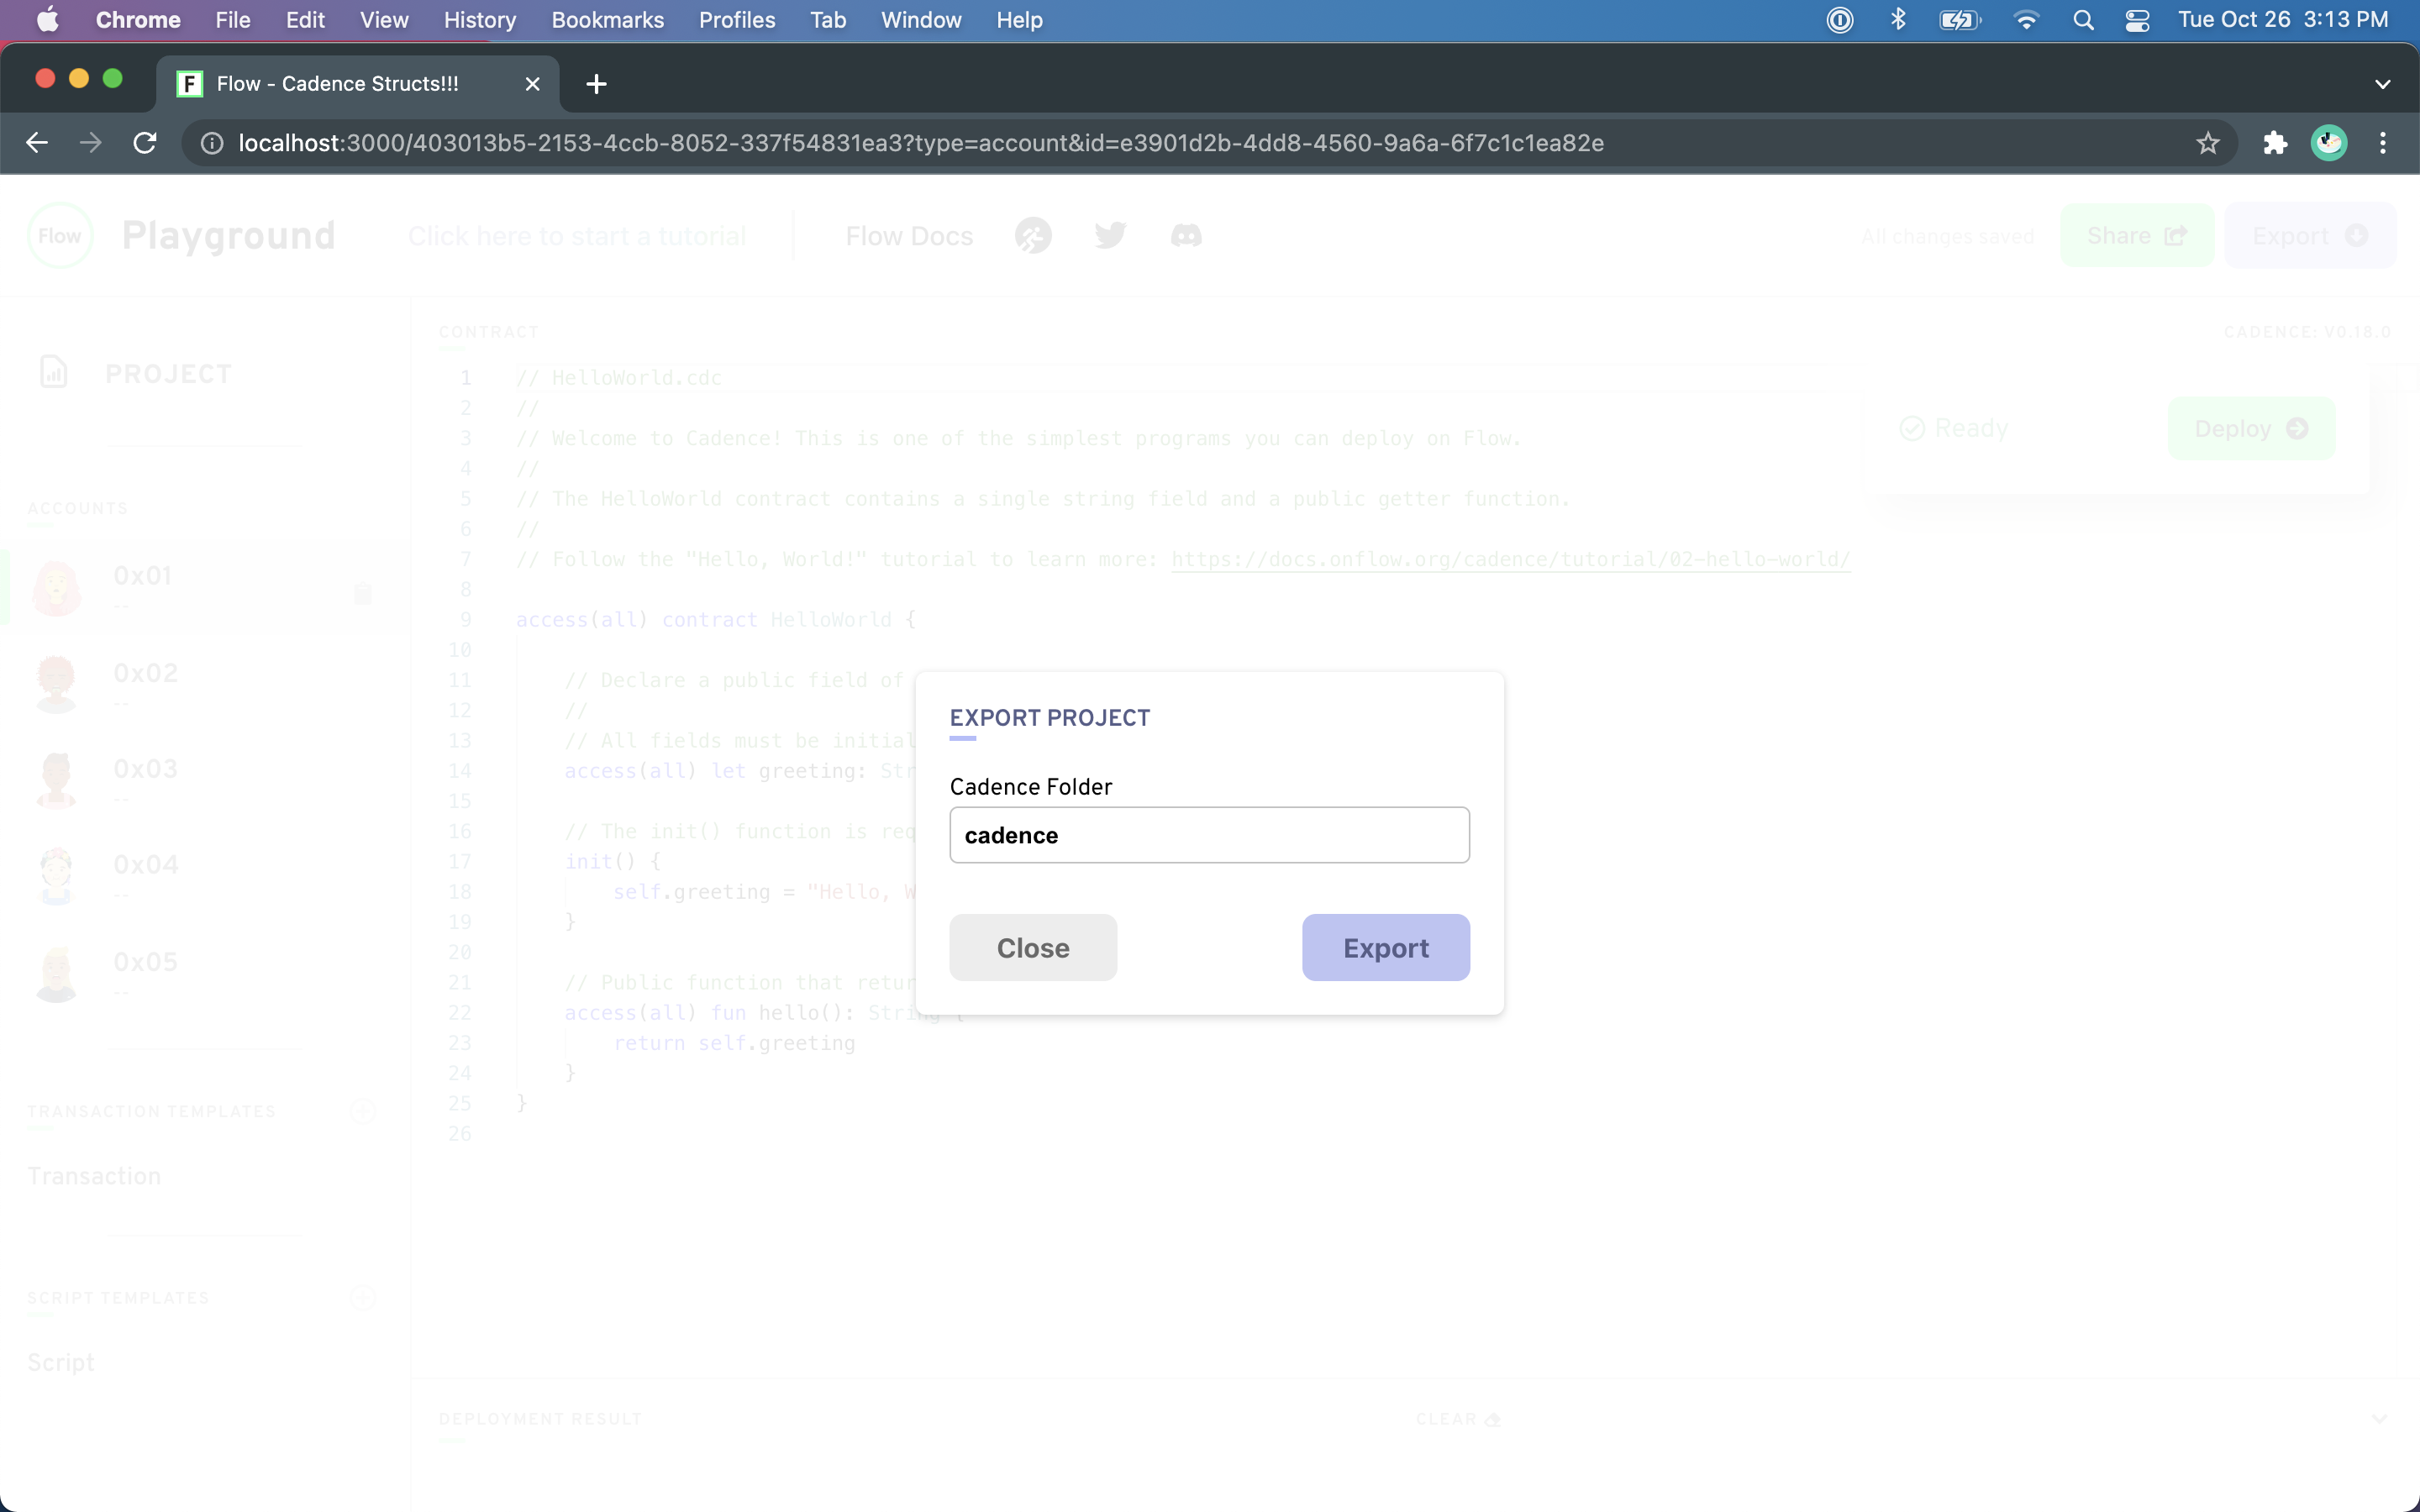 Chrome File Edit View History Bookmarks Profiles Tab Window Help Tue Oct 26 3:13 PM
F Flow - Cadence Structs!!!
localhost:3000/403013b5-2153-4ccb-8052-337f54831ea3?type=account&id=e3901d2b-4dd8-4560-9a6a-6f7c1c1ea82e
Flow Playground Click here to start a tutorial Flow Docs All changes saved Share Export
CONTRACT CADENCE: V0.18.0
PROJECT
Ready Deploy
ACCOUNTS
0x01
--
0x02
--
0x03
--
0x04
--
0x05
--
TRANSACTION TEMPLATES
Transaction
SCRIPT TEMPLATES
Script
1 // HelloWorld.cdc
2 //
3 // Welcome to Cadence! This is one of the simplest programs you can deploy on Flow.
4 //
5 // The HelloWorld contract contains a single string field and a public getter function.
6 //
7 // Follow the "Hello, World!" tutorial to learn more: https://docs.onflow.org/cadence/tutorial/02-hello-world/
8
9 access(all) contract HelloWorld {
10
11 // Declare a public field of
12 //
13 // All fields must be initial
14 access(all) let greeting: Str
15
16 // The init() function is req
17 init() {
18 self.greeting = "Hello, W
19 }
20
21 // Public function that retur
22 access(all) fun hello(): String {
23 return self.greeting
24 }
25 }
26
EXPORT PROJECT
Cadence Folder
cadence
Close Export
DEPLOYMENT RESULT CLEAR